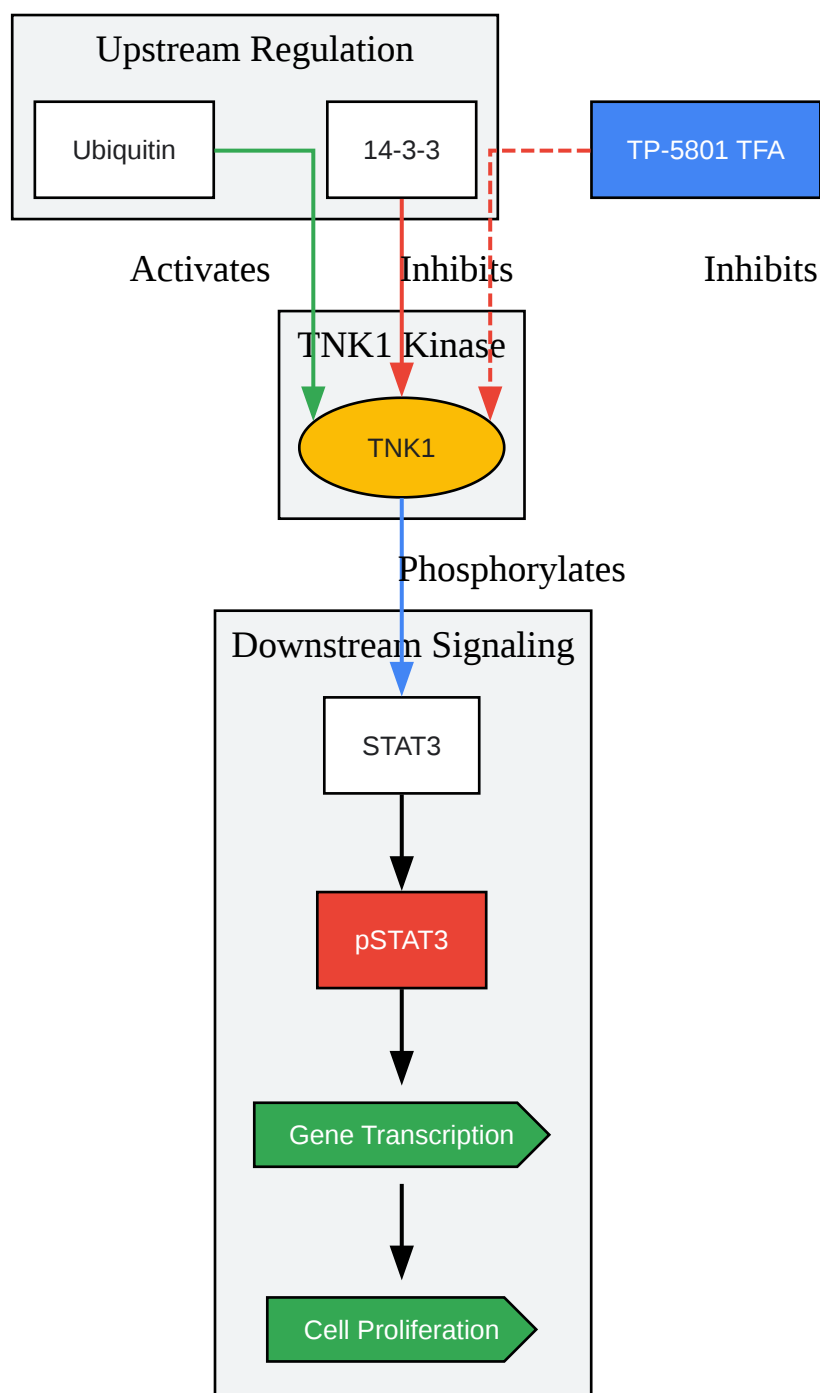 Upstream Regulation
Ubiquitin
14-3-3
TP-5801 TFA
Activates
Inhibits
Inhibits
TNK1 Kinase
TNK1
Phosphorylates
Downstream Signaling
STAT3
pSTAT3
Gene Transcription
Cell Proliferation